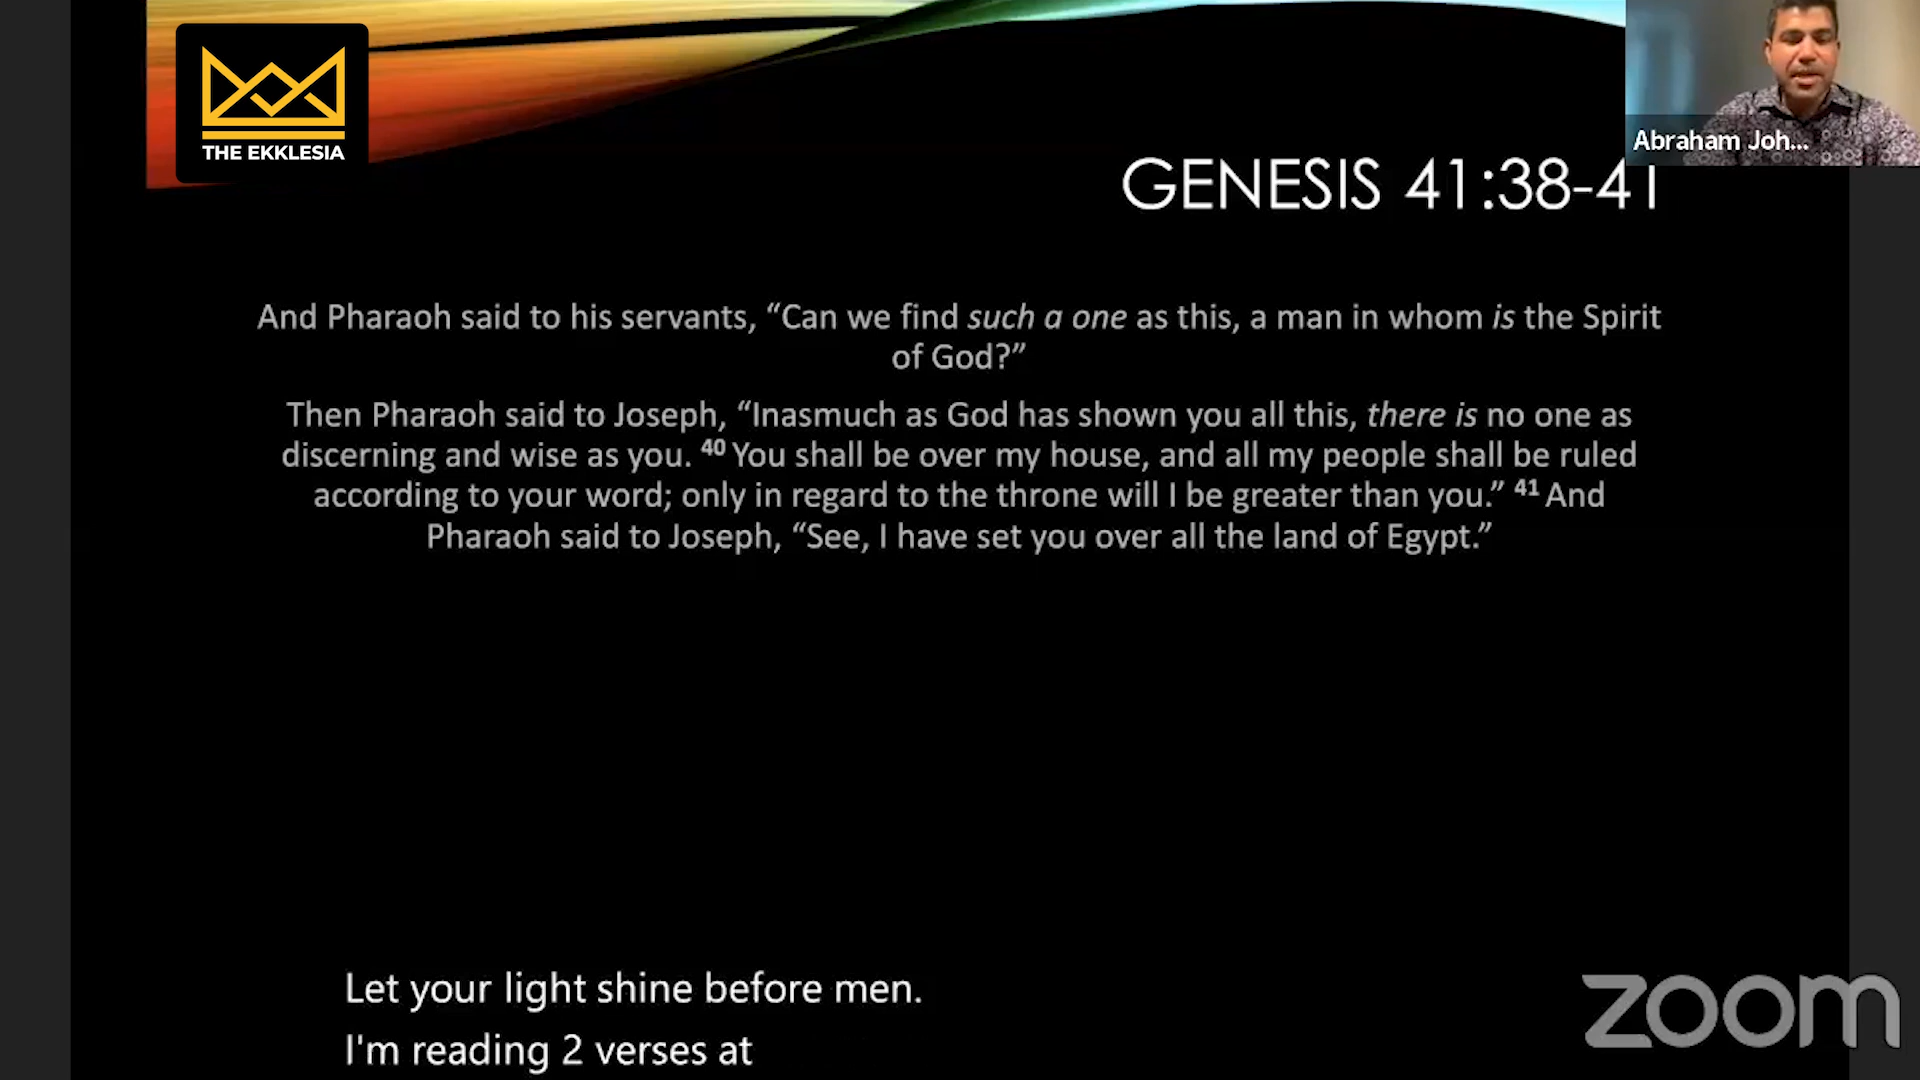 THE EKKLESIA
Abraham Joh...
GENESIS 41:38-41
And Pharaoh said to his servants, “Can we find such a one as this, a man in whom is the Spirit
of God?”
Then Pharaoh said to Joseph, “Inasmuch as God has shown you all this, there is no one as
discerning and wise as you. 40 You shall be over my house, and all my people shall be ruled
according to your word; only in regard to the throne will I be greater than you.” 41 And
Pharaoh said to Joseph, “See, I have set you over all the land of Egypt.”
Let your light shine before men.
I'm reading 2 verses at
zoom